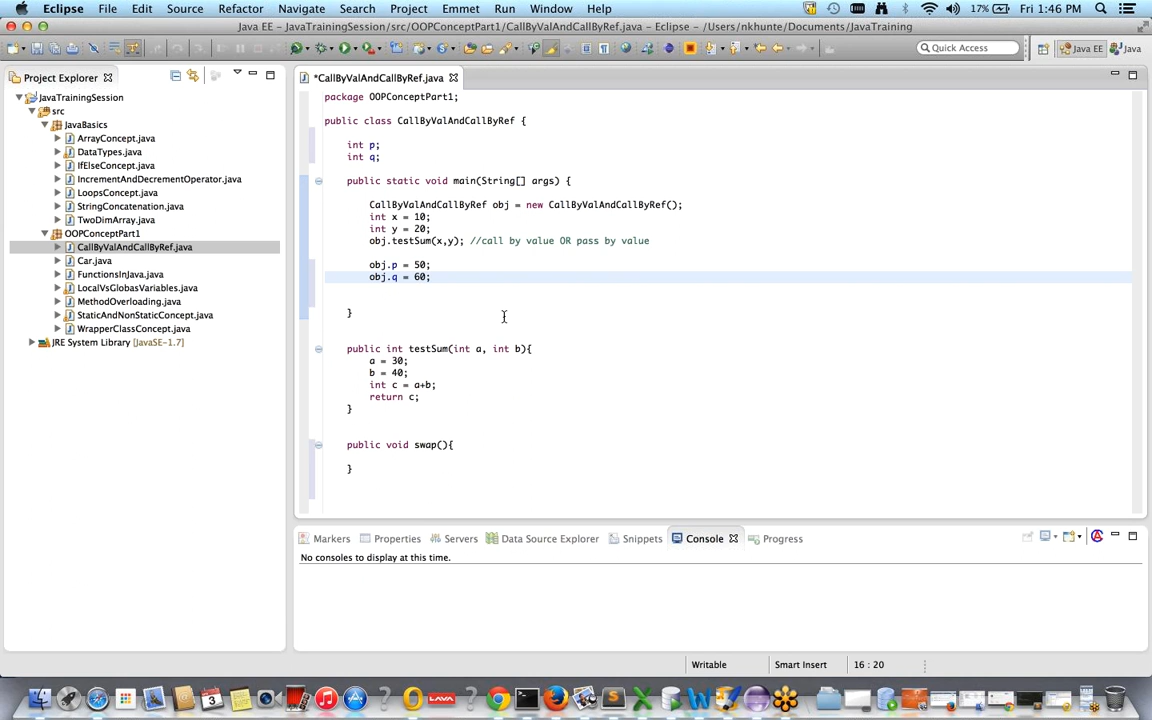 Eclipse File Edit Source Refactor Navigate Search Project Emmet Run Window Help 17% Fri 1:46 PM
Java EE - JavaTrainingSession/src/OOPConceptPart1/CallByValAndCallByRef.java - Eclipse - /Users/nkhunte/Documents/JavaTraining
Quick Access Java EE Java
Project Explorer
JavaTrainingSession
src
JavaBasics
ArrayConcept.java
DataTypes.java
IfElseConcept.java
IncrementAndDecrementOperator.java
LoopsConcept.java
StringConcatenation.java
TwoDimArray.java
OOPConceptPart1
CallByValAndCallByRef.java
Car.java
FunctionsInJava.java
LocalVsGlobasVariables.java
MethodOverloading.java
StaticAndNonStaticConcept.java
WrapperClassConcept.java
JRE System Library [JavaSE-1.7]
*CallByValAndCallByRef.java
package OOPConceptPart1;
public class CallByValAndCallByRef {
int p;
int q;
public static void main(String[] args) {
CallByValAndCallByRef obj = new CallByValAndCallByRef();
int x = 10;
int y = 20;
obj.testSum(x,y); //call by value OR pass by value
obj.p = 50;
obj.q = 60;
}
public int testSum(int a, int b){
a = 30;
b = 40;
int c = a+b;
return c;
}
public void swap(){
}
Markers Properties Servers Data Source Explorer Snippets Console Progress
No consoles to display at this time.
Writable Smart Insert 16 : 20
3 LAVA